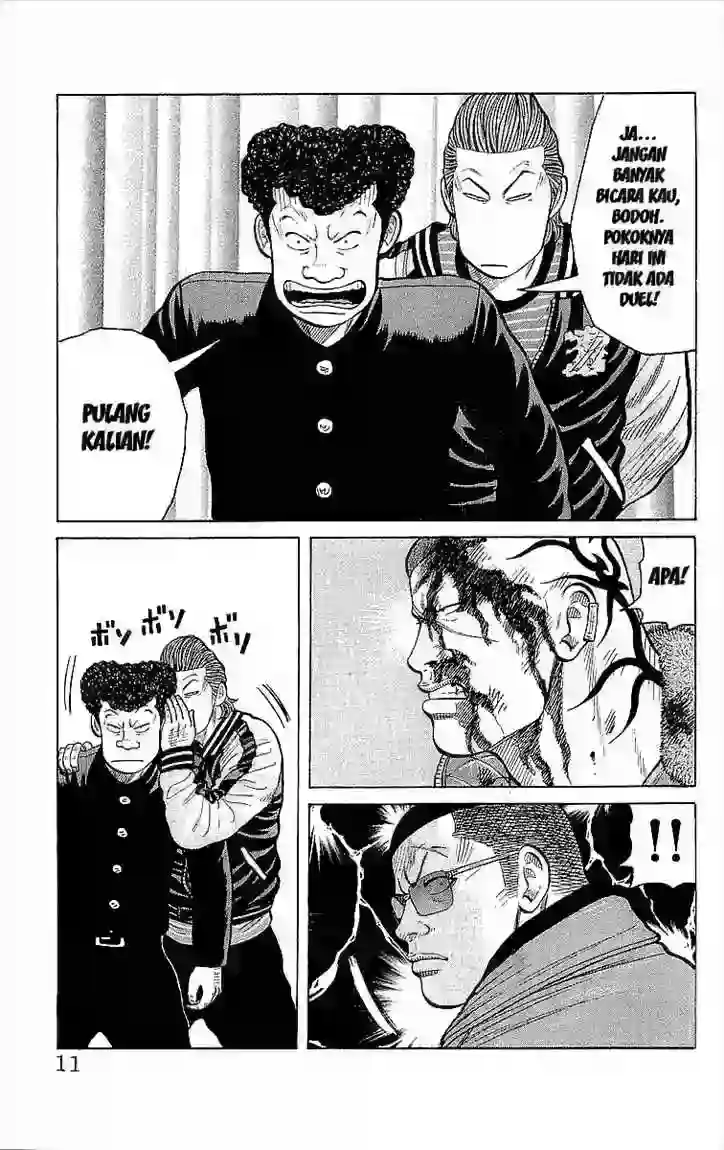 JA...
JANGAN
BANYAK
BICARA KAU,
BODOH.
POKOKNYA
HARI INI
TIDAK ADA
DUEL!
PULANG
KALIAN!
APA!
ボソ ボソ ボソ
!!
11